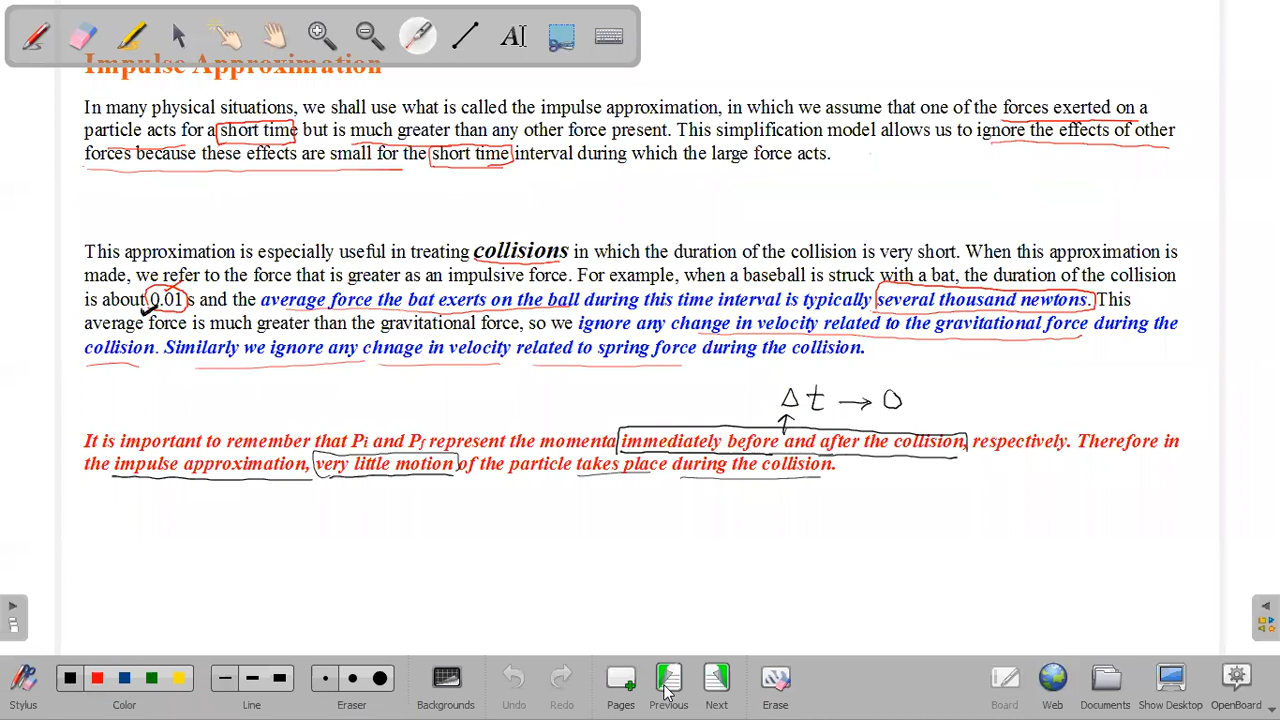 AI
Impulse Approximation
In many physical situations, we shall use what is called the impulse approximation, in which we assume that one of the forces exerted on a
particle acts for a short time but is much greater than any other force present. This simplification model allows us to ignore the effects of other
forces because these effects are small for the short time interval during which the large force acts.
This approximation is especially useful in treating collisions in which the duration of the collision is very short. When this approximation is
made, we refer to the force that is greater as an impulsive force. For example, when a baseball is struck with a bat, the duration of the collision
is about 0.01 s and the average force the bat exerts on the ball during this time interval is typically several thousand newtons. This
average force is much greater than the gravitational force, so we ignore any change in velocity related to the gravitational force during the
collision. Similarly we ignore any chnage in velocity related to spring force during the collision.
Δt → 0
It is important to remember that Pi and Pf represent the momenta immediately before and after the collision, respectively. Therefore in
the impulse approximation, very little motion of the particle takes place during the collision.
Stylus Color Line Eraser Backgrounds Undo Redo Pages Previous Next Erase Board Web Documents Show Desktop OpenBoard